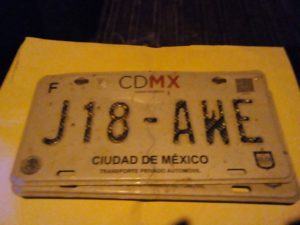 F
CDMX
J18-AWE
CIUDAD DE MÉXICO
TRANSPORTE PRIVADO AUTOMÓVIL